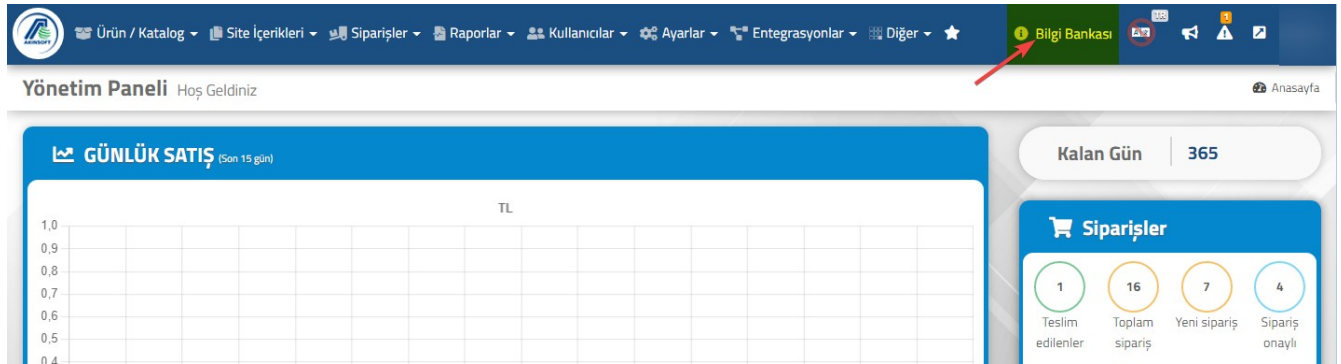 AKINSOFT
Ürün / Katalog Site İçerikleri Siparişler Raporlar Kullanıcılar Ayarlar Entegrasyonlar Diğer Bilgi Bankası 1
Yönetim Paneli Hoş Geldiniz Anasayfa
GÜNLÜK SATIŞ (Son 15 gün)
Kalan Gün 365
TL
1,0
0,9
0,8
0,7
0,6
0,5
0,4
Siparişler
1 16 7 4
Teslim edilenler
Toplam sipariş
Yeni sipariş
Sipariş onaylı